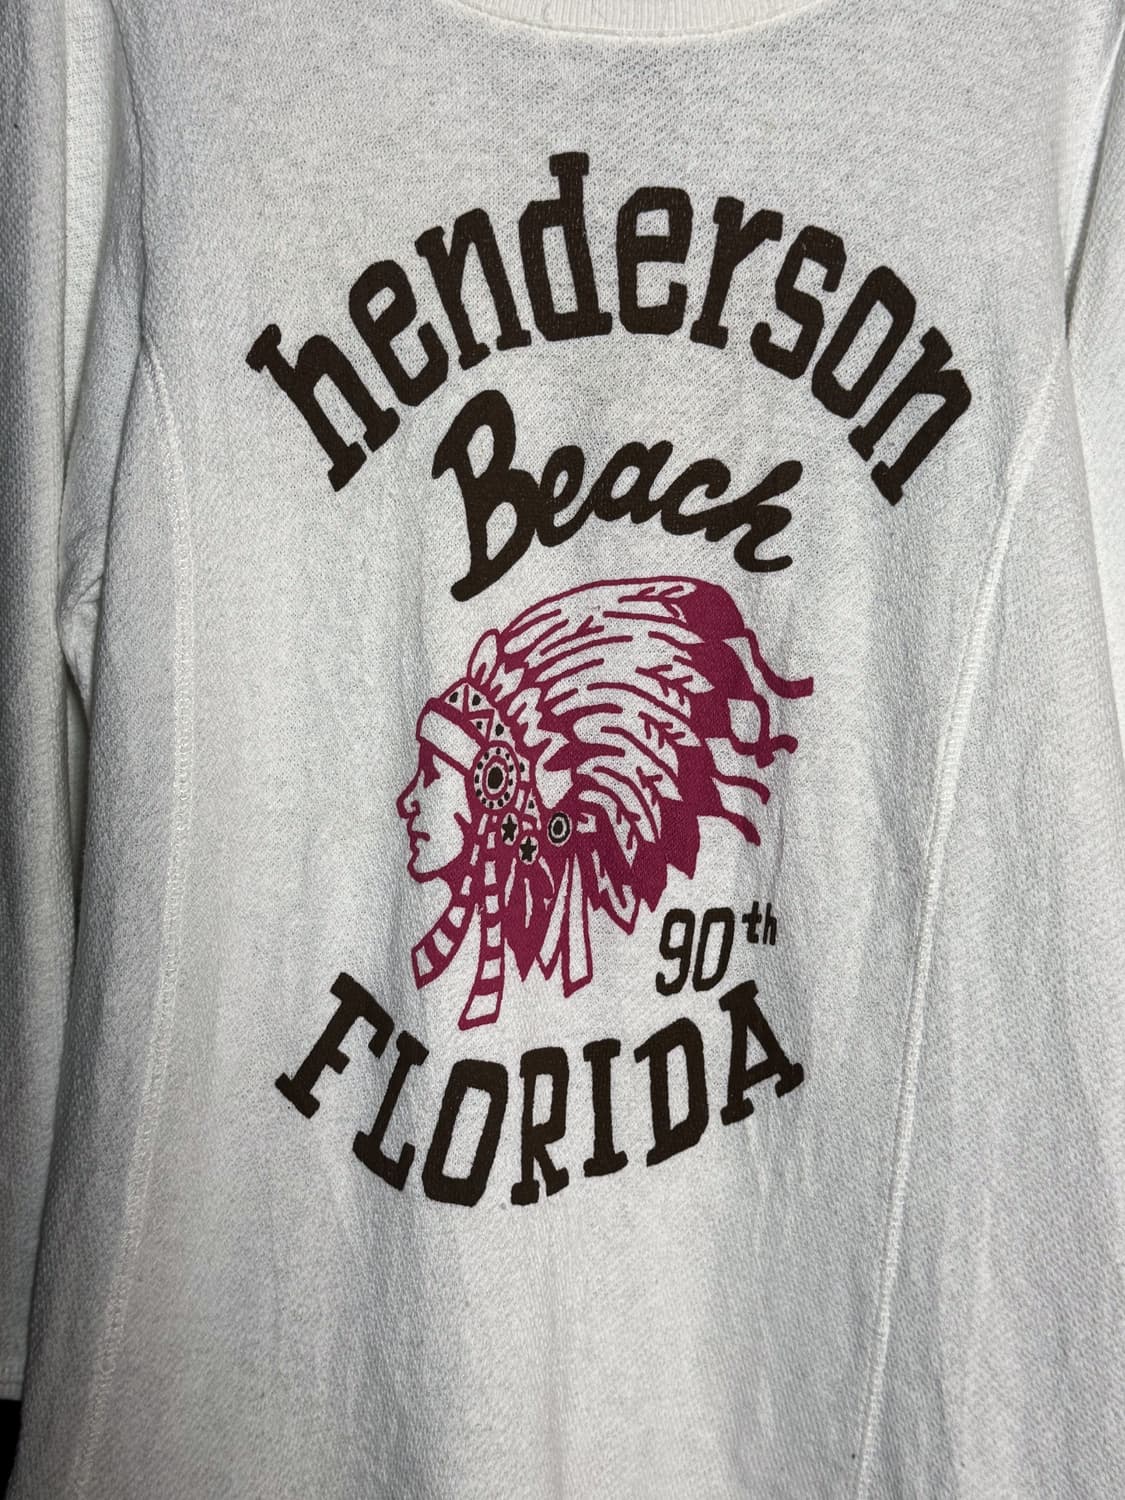 henderson
Beach
90th
FLORIDA